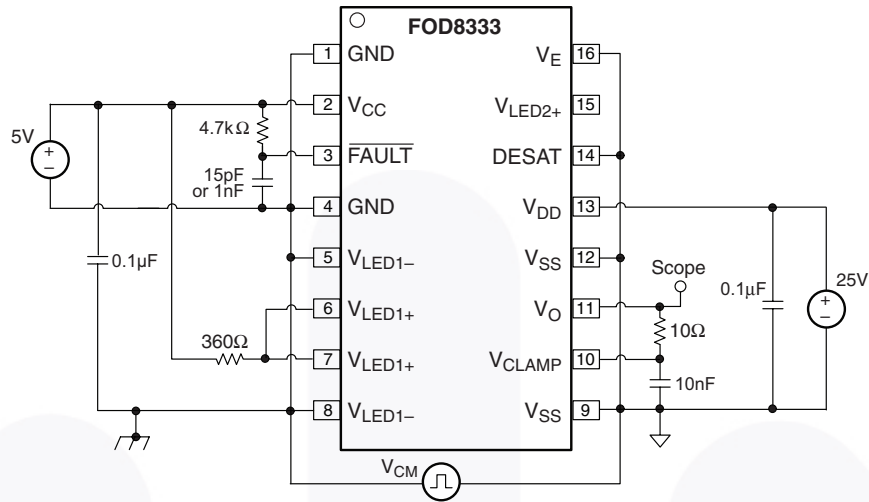 FOD8333
1 GND
2 VCC
3 FAULT
4 GND
5 VLED1–
6 VLED1+
7 VLED1+
8 VLED1–
VE 16
VLED2+ 15
DESAT 14
VDD 13
VSS 12
VO 11
VCLAMP 10
VSS 9
5V
+
–
4.7kΩ
15pF
or 1nF
0.1µF
360Ω
VCM
Scope
10Ω
10nF
0.1µF
25V
+
–